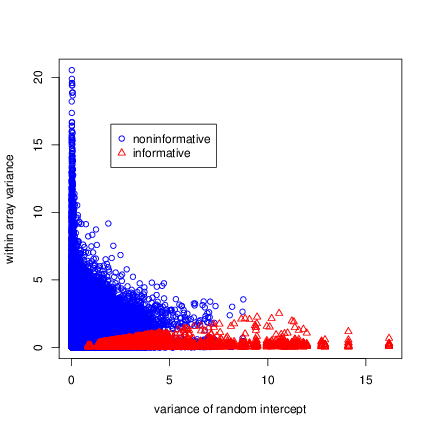 noninformative
informative
within array variance
20
15
10
5
0
0
5
10
15
variance of random intercept